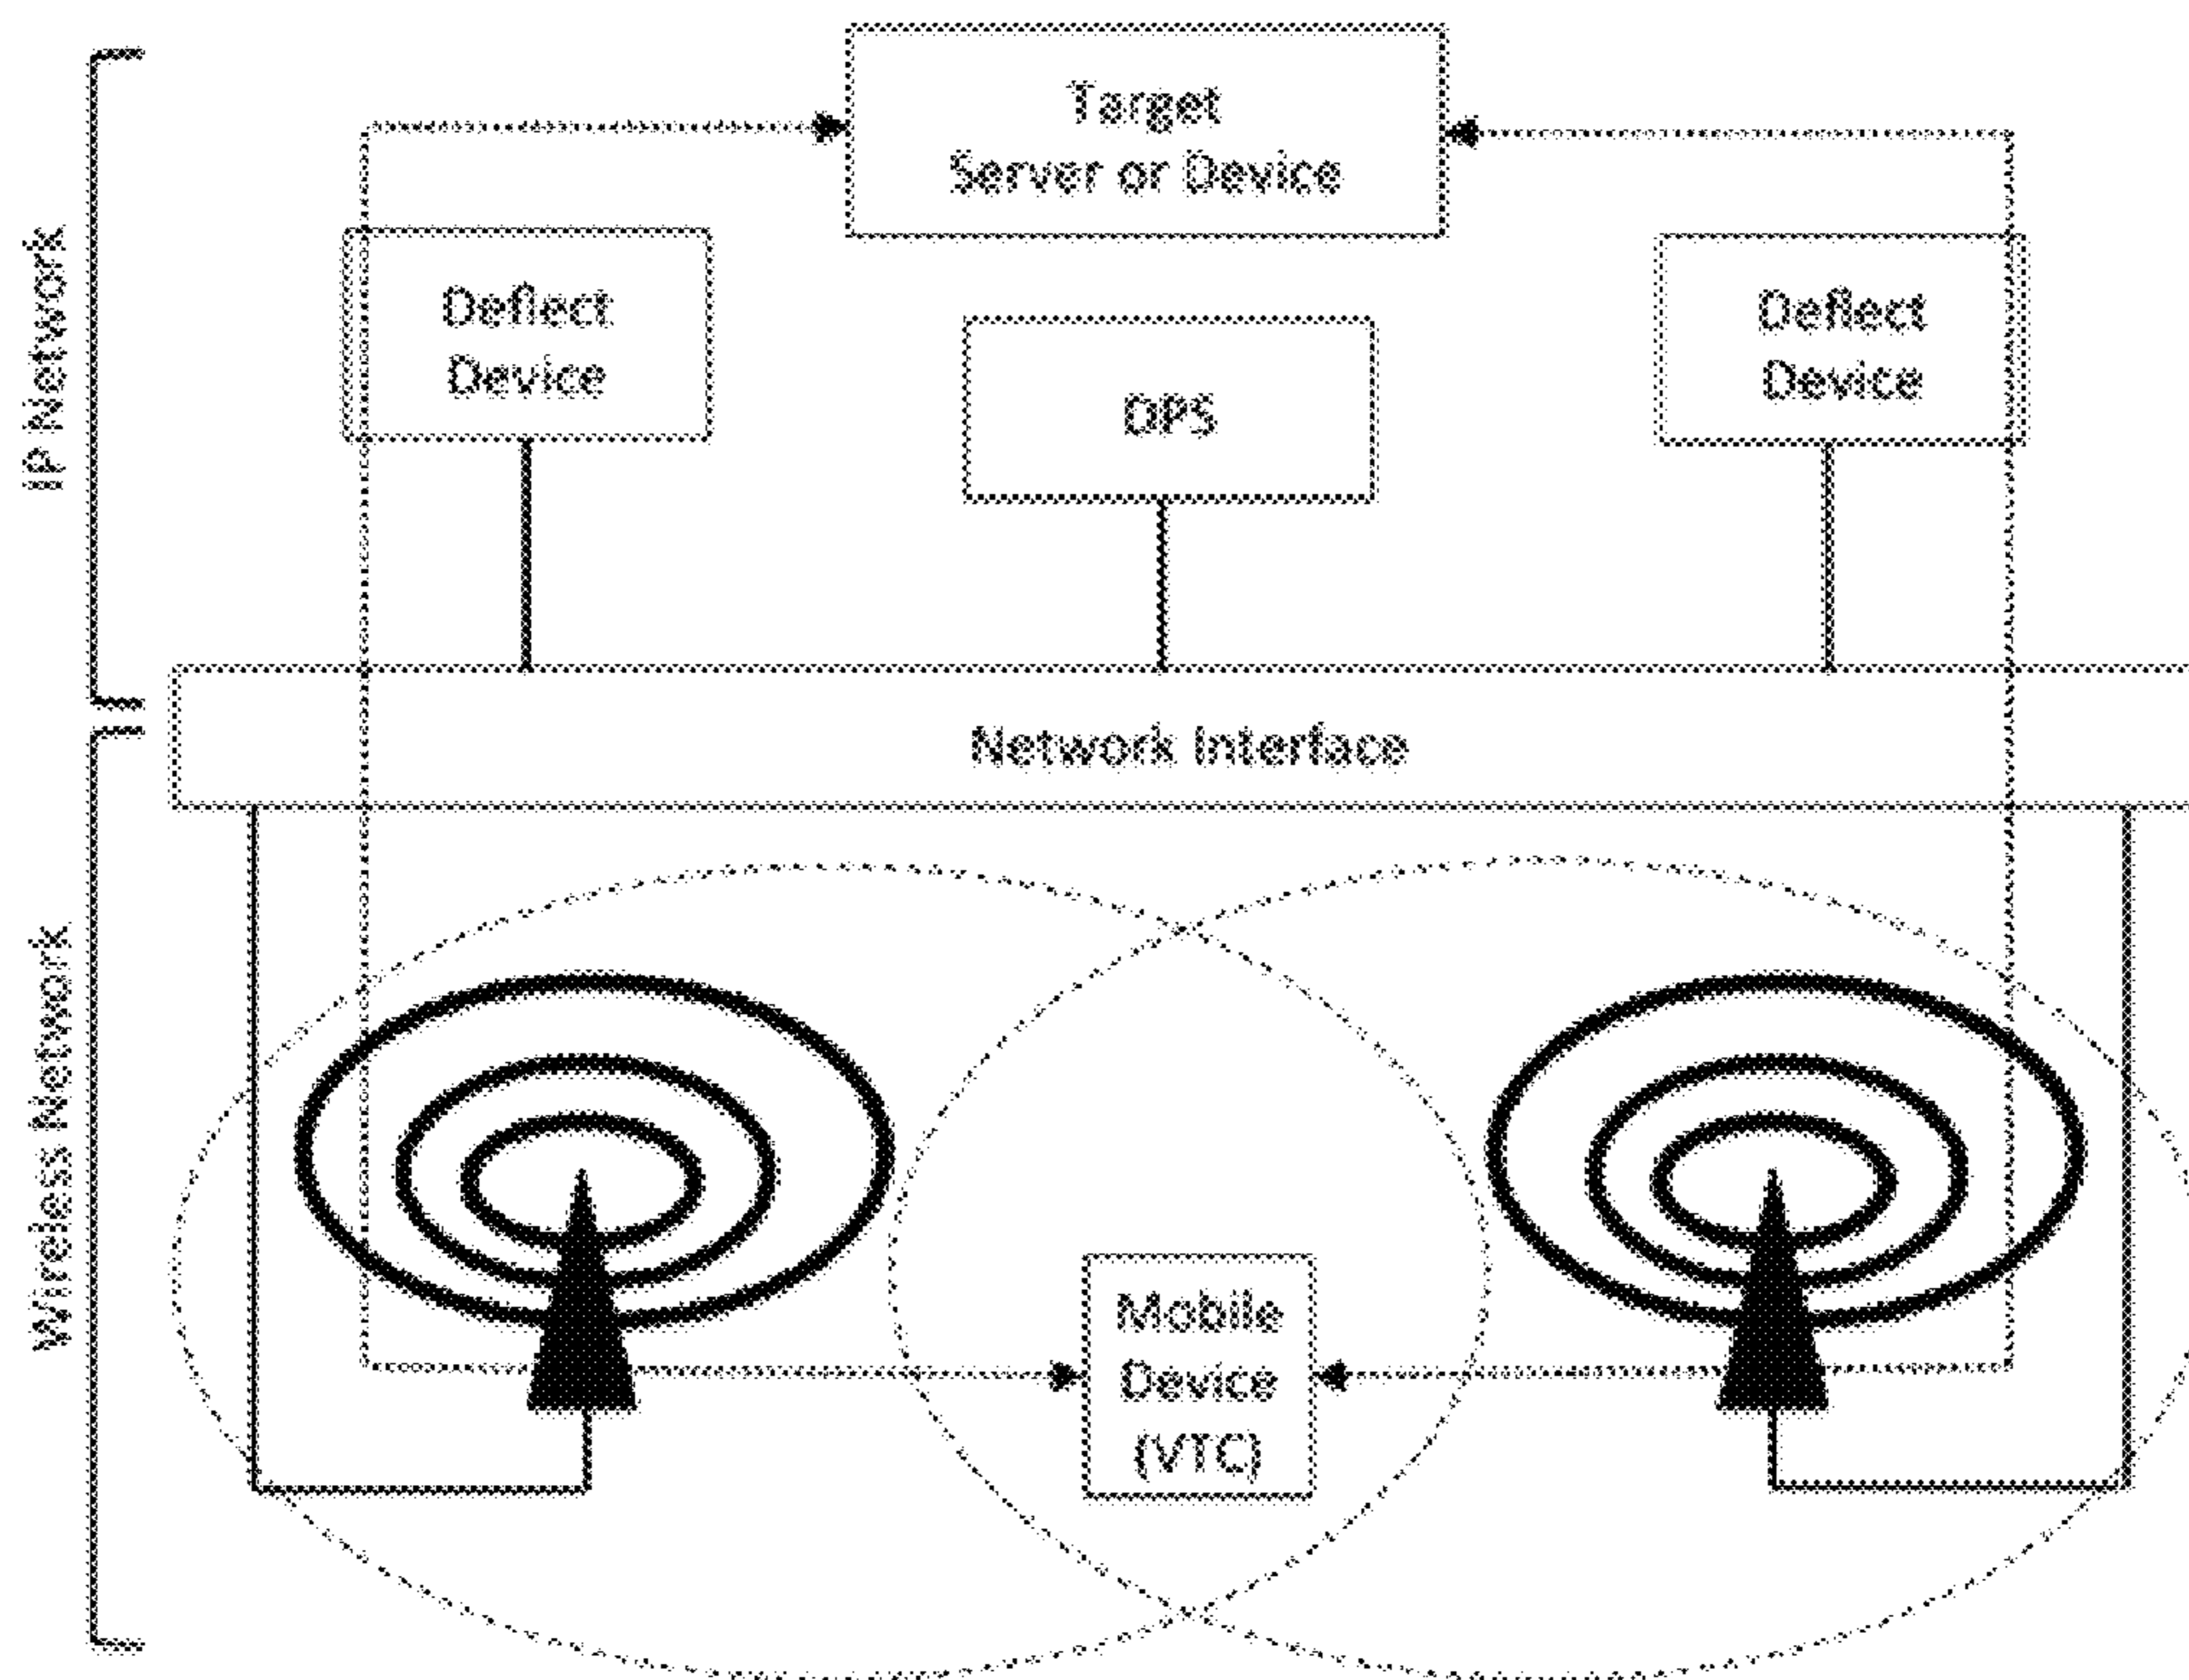 Target
Server or Device
Deflect
Device
DPS
Deflect
Device
IP Network
Network Interface
Wireless Network
Mobile
Device
(VTC)